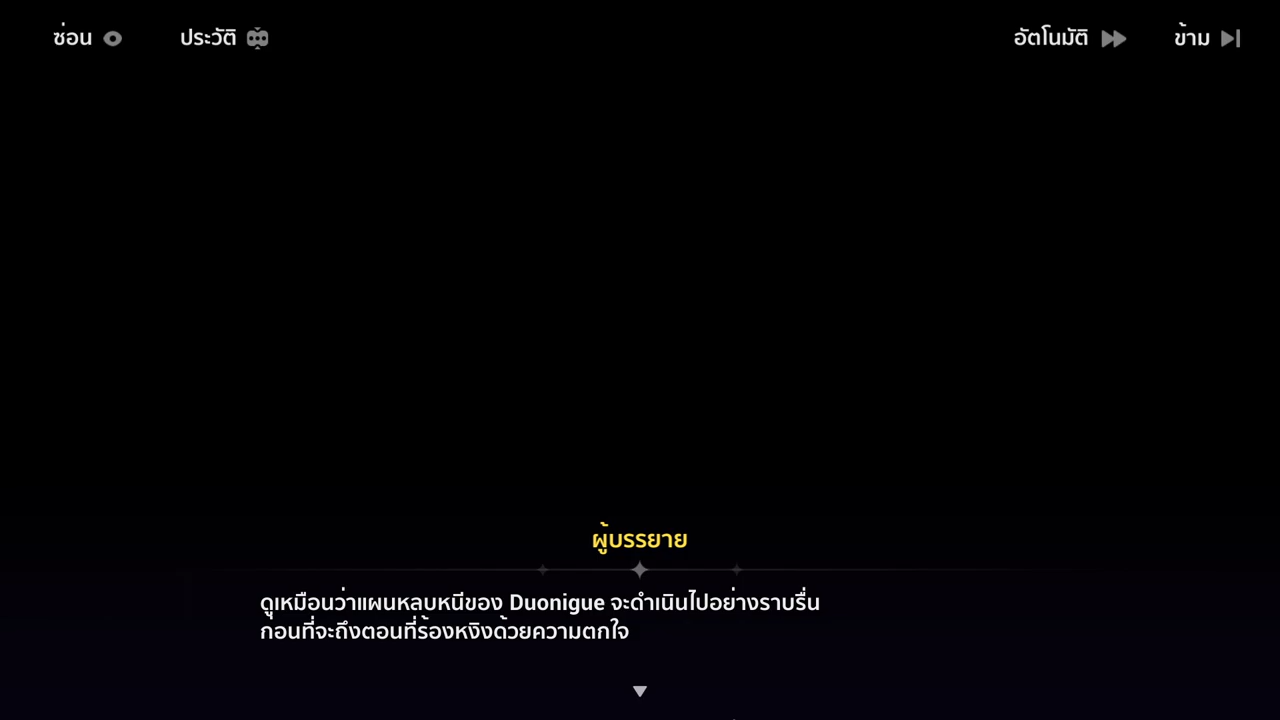 ซ่อน
ประวัติ
อัตโนมัติ
ข้าม
ผู้บรรยาย
ดูเหมือนว่าแผนหลบหนีของ Duonigue จะดำเนินไปอย่างราบรื่น
ก่อนที่จะถึงตอนที่ร้องหงิงด้วยความตกใจ